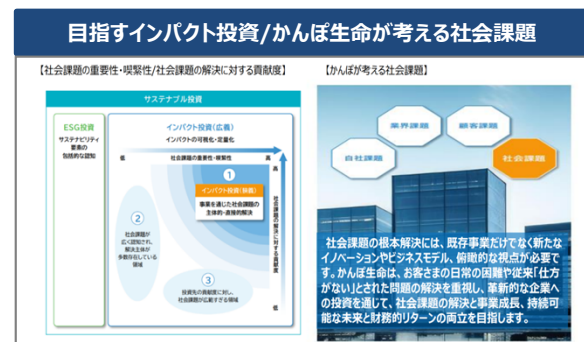 目指すインパクト投資/かんぽ生命が考える社会課題
【社会課題の重要性・喫緊性/社会課題の解決に対する貢献度】
【かんぽが考える社会課題】
サステナブル投資
ESG投資
サステナビリティ
要素の
包括的な認知
インパクト投資(広義)
インパクトの可視化・定量化
低
社会課題の重要性・喫緊性
高
高
社会課題の解決に対する貢献度
低
1
インパクト投資(狭義)
事業を通じた社会課題の
主体的・直接的解決
2
社会課題が
広く認知され、
解決主体が
多数存在している
領域
3
投資先の貢献度に対し、
社会課題が広範すぎる領域
自社課題
業界課題
顧客課題
社会課題
社会課題の根本解決には、既存事業だけでなく新たな
イノベーションやビジネスモデル、俯瞰的な視点が必要で
す。かんぽ生命は、お客さまの日常の困難や従来「仕方
がない」とされた問題の解決を重視し、革新的な企業へ
の投資を通じて、社会課題の解決と事業成長、持続可
能な未来と財務的リターンの両立を目指します。